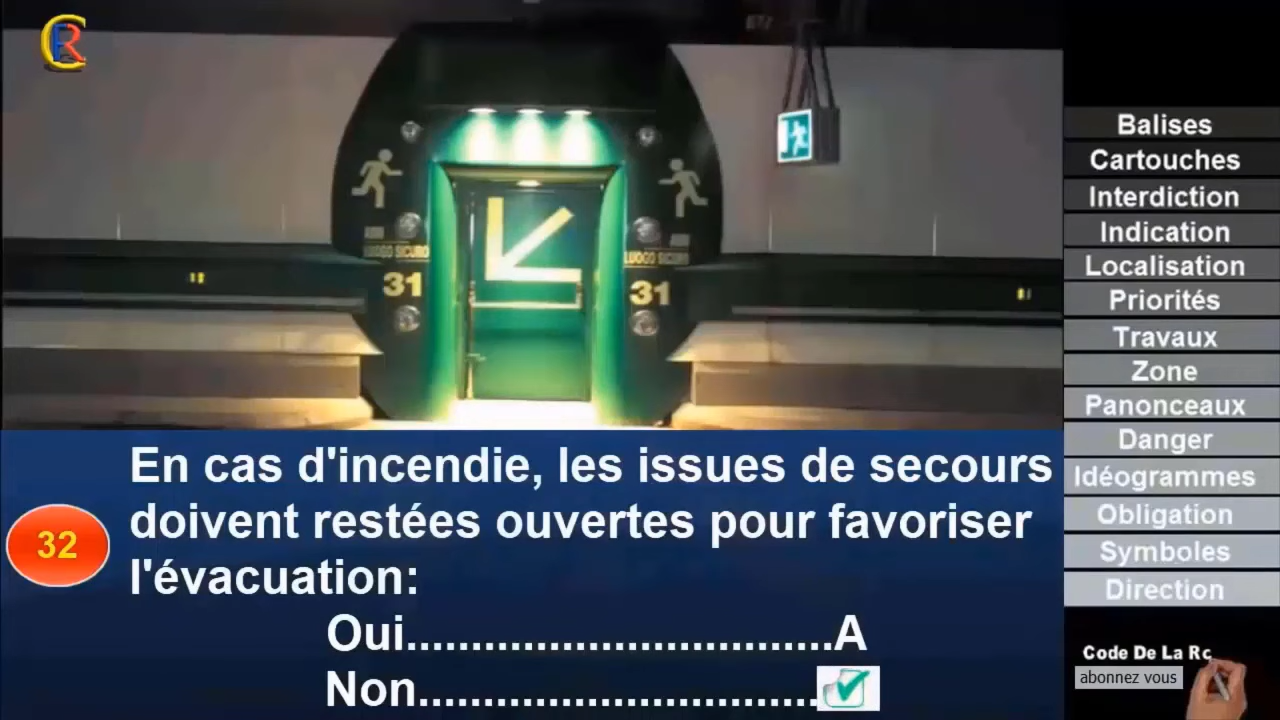 CR
LUOGO SICURO
LUOGO SICURO
31
31
En cas d'incendie, les issues de secours
doivent restées ouvertes pour favoriser
l'évacuation:
32
Oui.................................A
Non...............................
Balises
Cartouches
Interdiction
Indication
Localisation
Priorités
Travaux
Zone
Panonceaux
Danger
Idéogrammes
Obligation
Symboles
Direction
Code De La Rc
abonnez vous